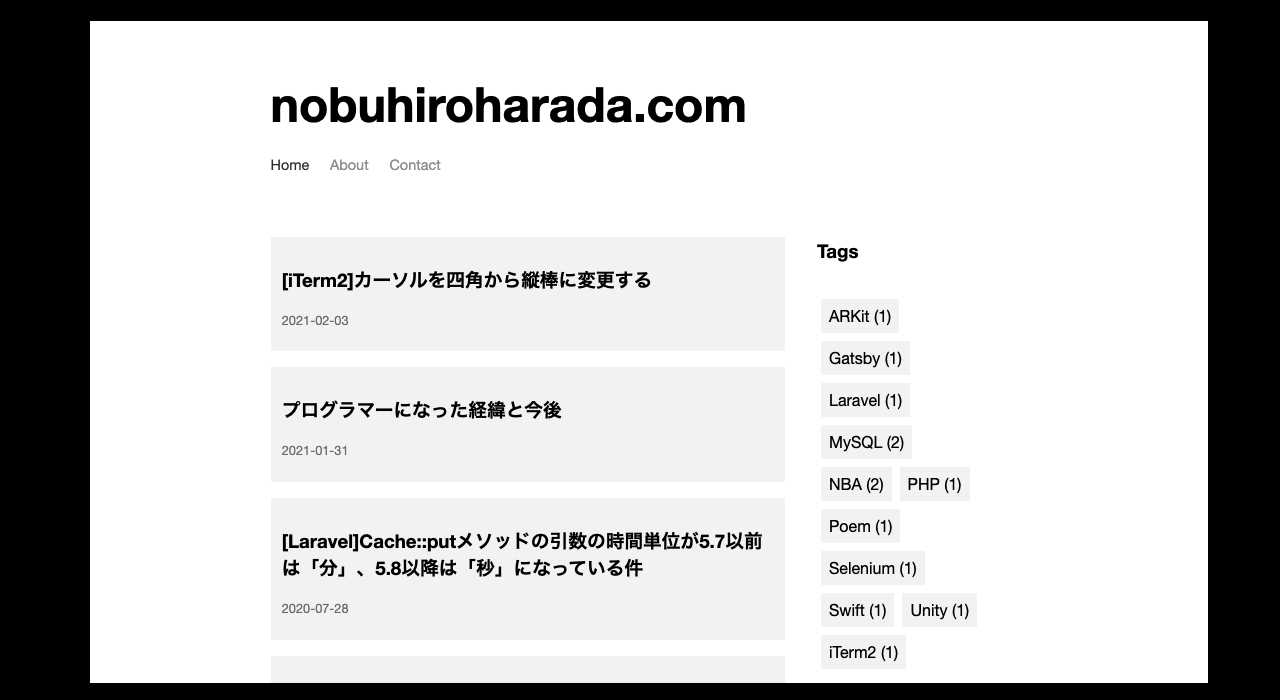 nobuhiroharada.com
Home About Contact
[iTerm2]カーソルを四角から縦棒に変更する
2021-02-03
プログラマーになった経緯と今後
2021-01-31
[Laravel]Cache::putメソッドの引数の時間単位が5.7以前
は「分」、5.8以降は「秒」になっている件
2020-07-28
Tags
ARKit (1)
Gatsby (1)
Laravel (1)
MySQL (2)
NBA (2) PHP (1)
Poem (1)
Selenium (1)
Swift (1) Unity (1)
iTerm2 (1)